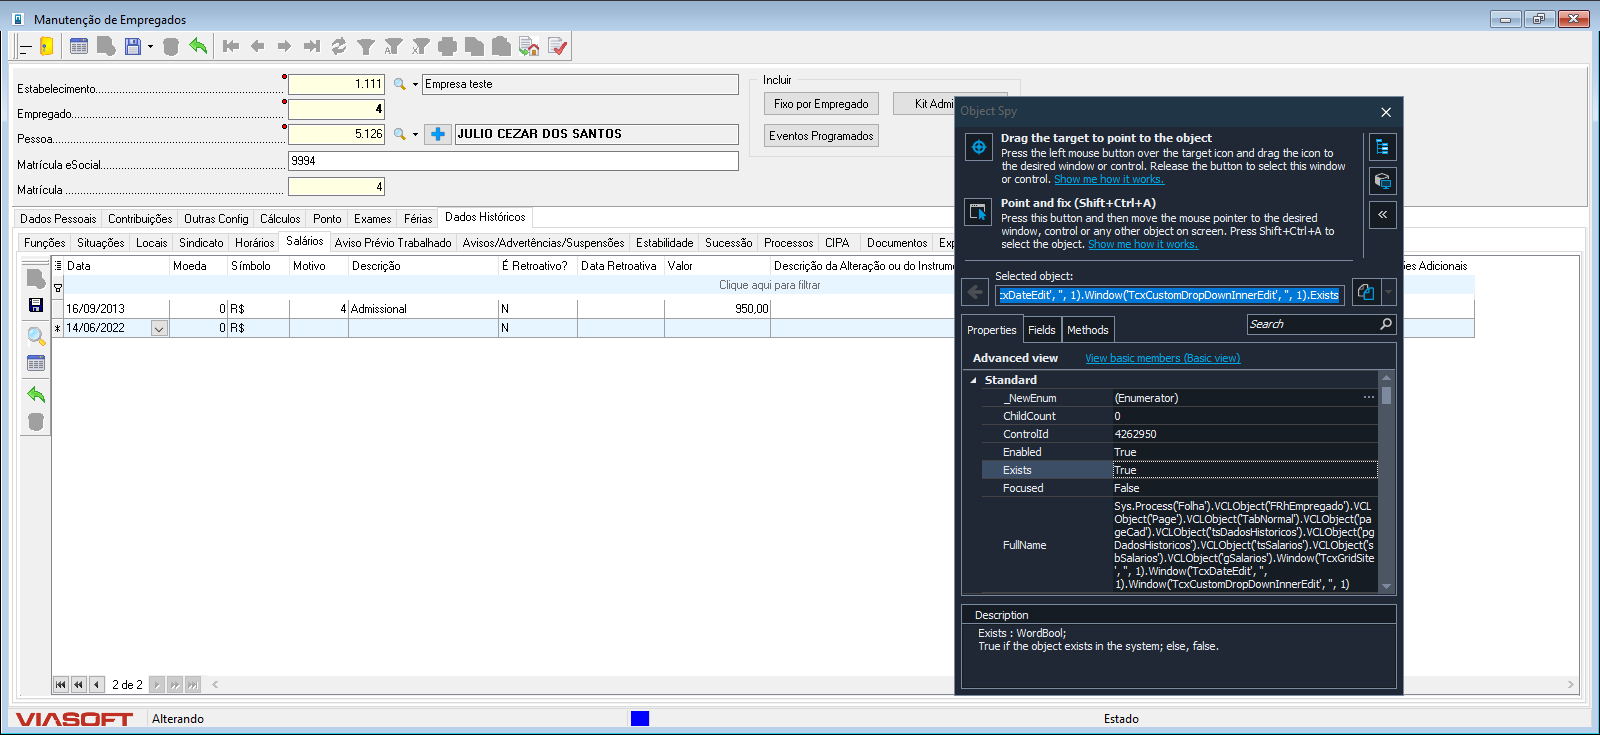 Manutenção de Empregados
Estabelecimento
1.111
Empresa teste
Empregado
4
Pessoa
5.126
JULIO CEZAR DOS SANTOS
Matrícula eSocial
9994
Matrícula
4
Incluir
Fixo por Empregado
Kit Admi
Eventos Programados
Dados Pessoais Contribuições Outras Config Cálculos Ponto Exames Férias Dados Históricos
Funções Situações Locais Sindicato Horários Salários Aviso Prévio Trabalhado Avisos/Advertências/Suspensões Estabilidade Sucessão Processos CIPA Documentos Exp
Data Moeda Símbolo Motivo Descrição É Retroativo? Data Retroativa Valor Descrição da Alteração ou do Instrum es Adicionais
Clique aqui para filtrar
16/09/2013 0 R$ 4 Admissional N 950,00
* 14/06/2022 0 R$ N
2 de 2
VIASOFT Alterando Estado
Object Spy
Drag the target to point to the object
Press the left mouse button over the target icon and drag the icon to
the desired window or control. Release the button to select this window
or control. Show me how it works.
Point and fix (Shift+Ctrl+A)
Press this button and then move the mouse pointer to the desired
window, control or any other object on screen. Press Shift+Ctrl+A to
select the object. Show me how it works.
Selected object:
cxDateEdit', '', 1).Window('TcxCustomDropDownInnerEdit', '', 1).Exists
Properties Fields Methods
Search
Advanced view View basic members (Basic view)
Standard
_NewEnum (Enumerator) ...
ChildCount 0
ControlId 4262950
Enabled True
Exists True
Focused False
FullName
Sys.Process('Folha').VCLObject('FRhEmpregado').VCL
Object('Page').VCLObject('TabNormal').VCLObject('pa
geCad').VCLObject('tsDadosHistoricos').VCLObject('pg
DadosHistoricos').VCLObject('tsSalarios').VCLObject('s
bSalarios').VCLObject('gSalarios').Window('TcxGridSite
', '', 1).Window('TcxDateEdit', '',
1).Window('TcxCustomDropDownInnerEdit', '', 1)
Description
Exists : WordBool;
True if the object exists in the system; else, false.